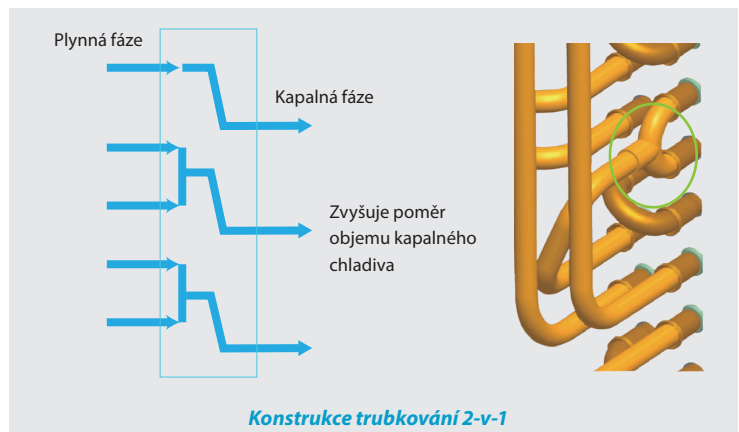 Plynná fáze
Kapalná fáze
Zvyšuje poměr
objemu kapalného
chladiva
Konstrukce trubkování 2-v-1